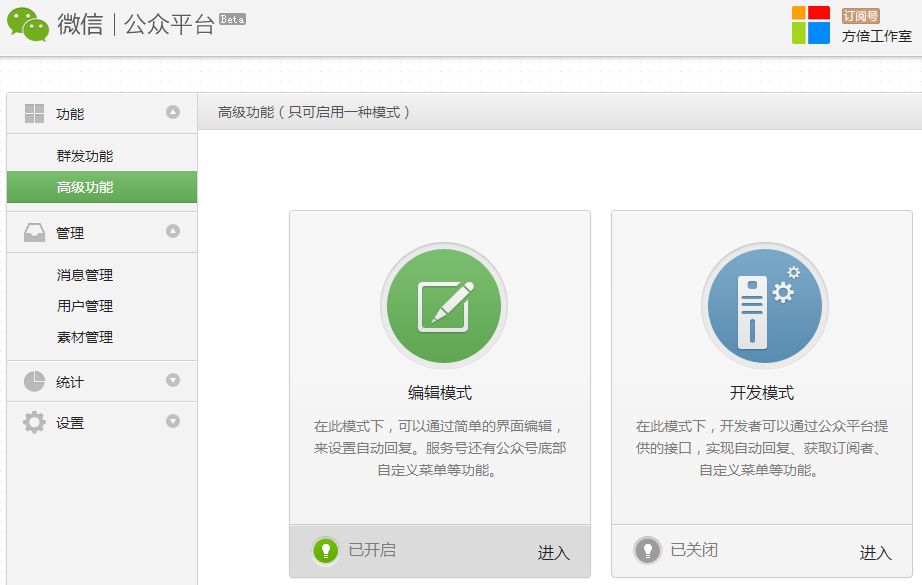 微信 | 公众平台 Beta
订阅号
方倍工作室
功能
群发功能
高级功能
管理
消息管理
用户管理
素材管理
统计
设置
高级功能（只可启用一种模式）
编辑模式
在此模式下，可以通过简单的界面编辑，
来设置自动回复。服务号还有公众号底部
自定义菜单等功能。
已开启
进入
开发模式
在此模式下，开发者可以通过公众平台提
供的接口，实现自动回复、获取订阅者、
自定义菜单等功能。
已关闭
进入